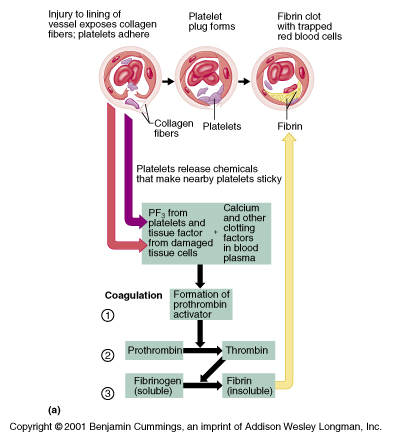 Injury to lining of
vessel exposes collagen
fibers; platelets adhere
Platelet
plug forms
Fibrin clot
with trapped
red blood cells
Collagen
fibers
Platelets
Fibrin
Platelets release chemicals
that make nearby platelets sticky
PF3 from
platelets and
tissue factor
from damaged
tissue cells
+
Calcium
and other
clotting
factors
in blood
plasma
Coagulation
Formation of
prothrombin
activator
1
2
Prothrombin
Thrombin
3
Fibrinogen
(soluble)
Fibrin
(insoluble)
(a)
Copyright © 2001 Benjamin Cummings, an imprint of Addison Wesley Longman, Inc.